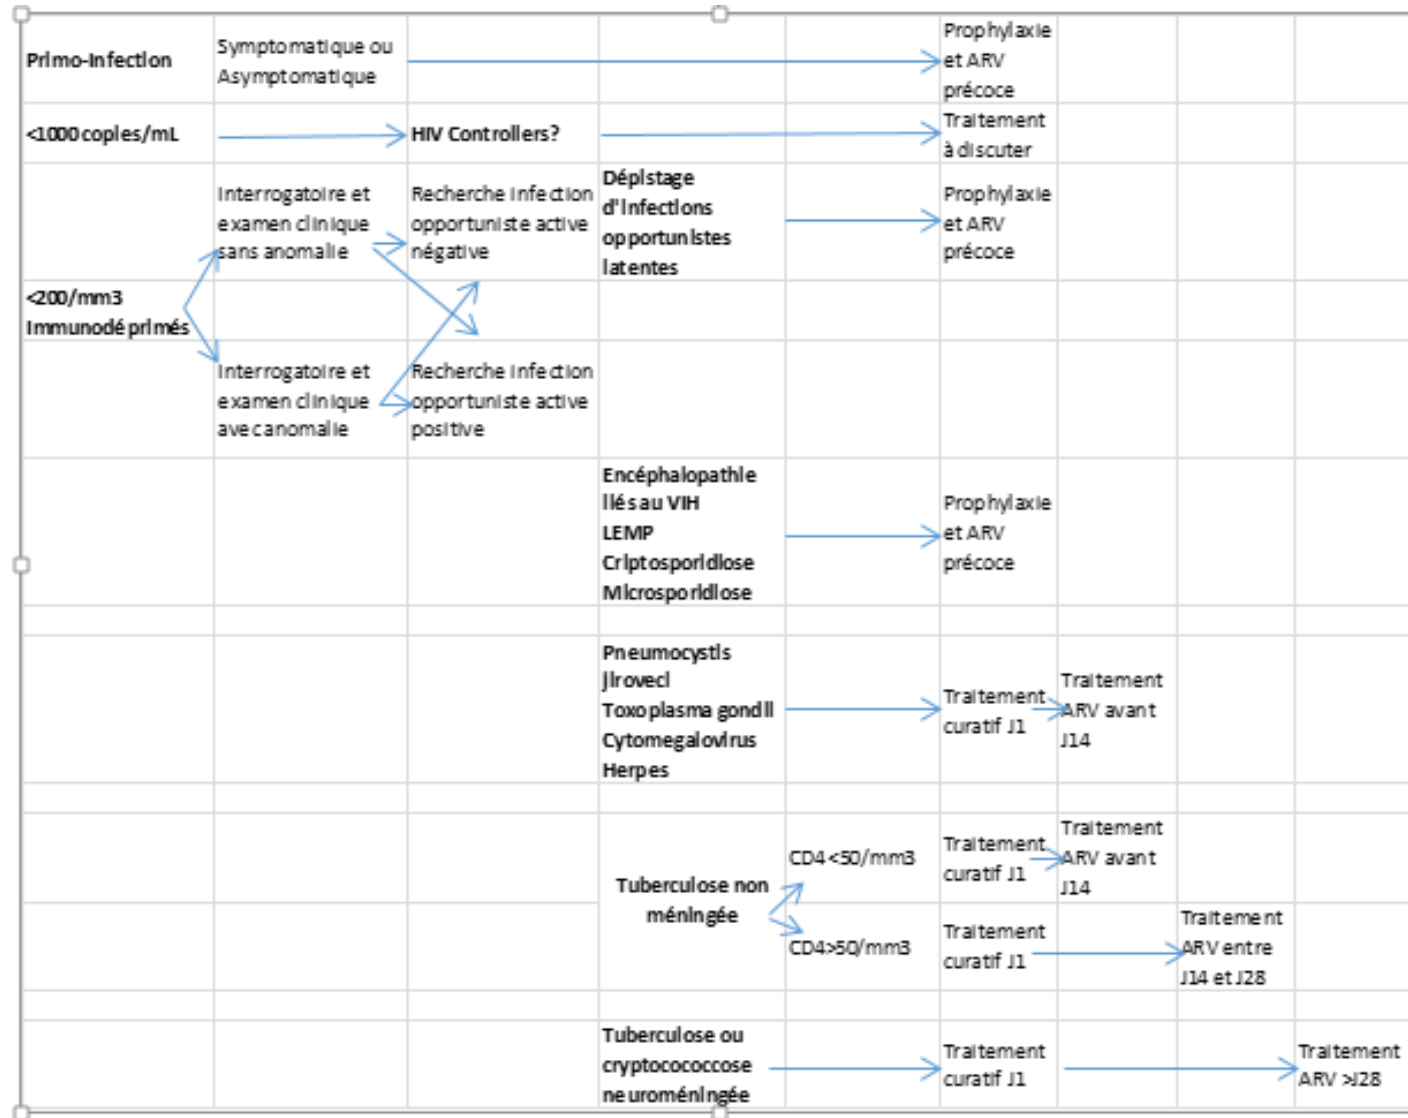 Primo-Infection
Symptomatique ou
Asymptomatique
Prophylaxie
et ARV
précoce
<1000 copies/mL
HIV Controllers?
Traitement
à discuter
Interrogatoire et
examen clinique
sans anomalie
Recherche infection
opportuniste active
négative
Dépistage
d'infections
opportunistes
latentes
Prophylaxie
et ARV
précoce
<200/mm3
Immunodéprimés
Interrogatoire et
examen clinique
avec anomalie
Recherche infection
opportuniste active
positive
Encéphalopathie
liés au VIH
LEMP
Criptosporidiose
Microsporidiose
Prophylaxie
et ARV
précoce
Pneumocystis
jiroveci
Toxoplasma gondii
Cytomegalovirus
Herpes
Traitement
curatif J1
Traitement
ARV avant
J14
Tuberculose non
méningée
CD4<50/mm3
Traitement
curatif J1
Traitement
ARV avant
J14
CD4>50/mm3
Traitement
curatif J1
Traitement
ARV entre
J14 et J28
Tuberculose ou
cryptocococcose
neuroméningée
Traitement
curatif J1
Traitement
ARV >J28